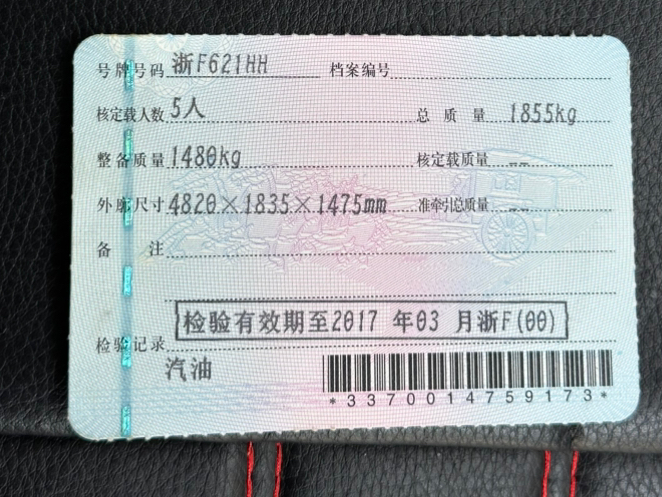 号牌号码 浙F621HH 档案编号
核定载人数 5人 总质量 1855kg
整备质量 1480kg 核定载质量 --
外廓尺寸 4820×1835×1475mm 准牵引总质量 --
备注
检验有效期至2017 年03 月浙F(00)
检验记录
汽油
*3370014759173*